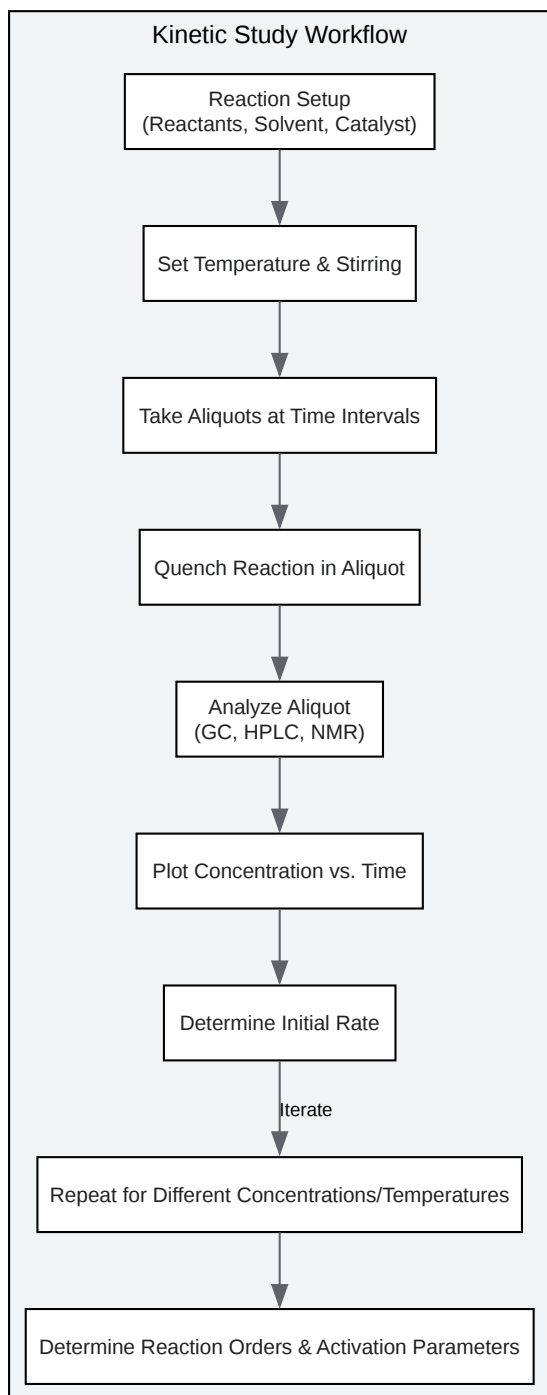 Kinetic Study Workflow
Reaction Setup
(Reactants, Solvent, Catalyst)
Set Temperature & Stirring
Take Aliquots at Time Intervals
Quench Reaction in Aliquot
Analyze Aliquot
(GC, HPLC, NMR)
Plot Concentration vs. Time
Determine Initial Rate
Iterate
Repeat for Different Concentrations/Temperatures
Determine Reaction Orders & Activation Parameters